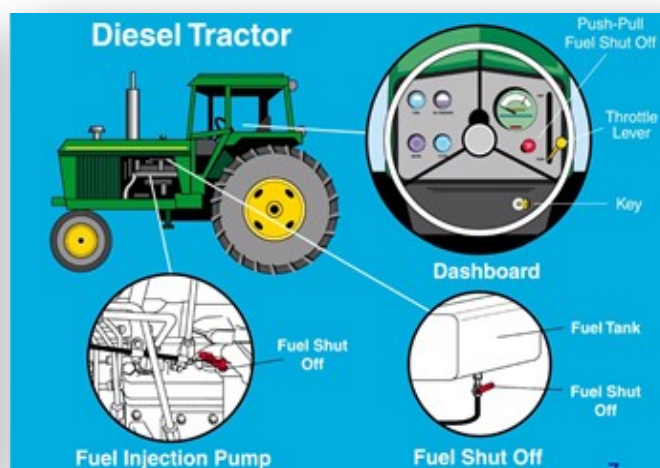 Diesel Tractor
Push-Pull
Fuel Shut Off
Throttle
Lever
Key
Dashboard
Fuel Shut
Off
Fuel Injection Pump
Fuel Tank
Fuel Shut
Off
Fuel Shut Off
7